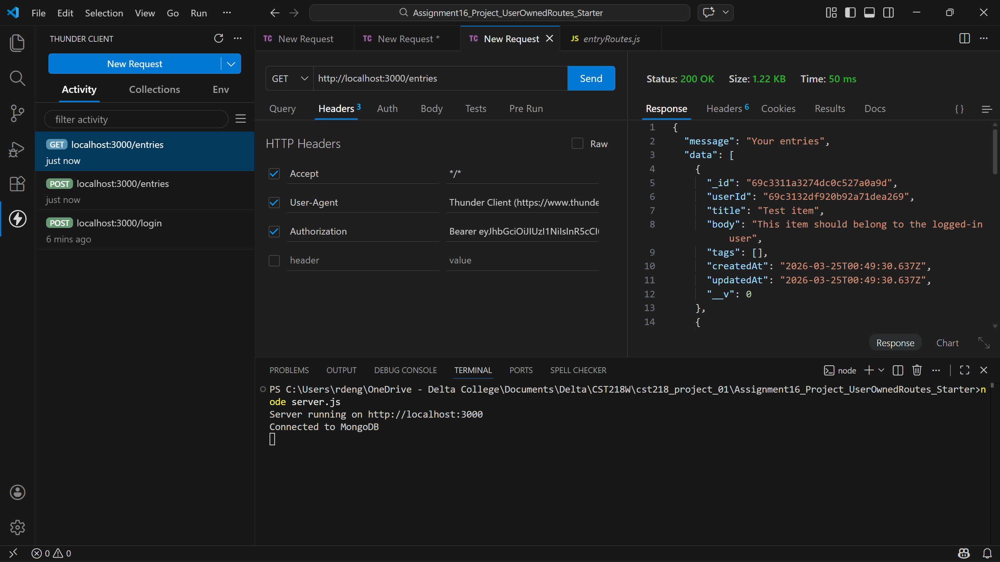 File Edit Selection View Go Run ···
Assignment16_Project_UserOwnedRoutes_Starter
THUNDER CLIENT
New Request
Activity Collections Env
filter activity
GET localhost:3000/entries
just now
POST localhost:3000/entries
just now
POST localhost:3000/login
6 mins ago
TC New Request
TC New Request *
TC New Request
JS entryRoutes.js
GET http://localhost:3000/entries Send
Query Headers 3 Auth Body Tests Pre Run
HTTP Headers Raw
Accept */*
User-Agent Thunder Client (https://www.thunde
Authorization Bearer eyJhbGciOiJIUzI1NiIsInR5cCI
header value
Status: 200 OK Size: 1.22 KB Time: 50 ms
Response Headers 6 Cookies Results Docs { }
1 {
2 "message": "Your entries",
3 "data": [
4 {
5 "_id": "69c3311a3274dc0c527a0a9d",
6 "userId": "69c3132df920b92a71dea269",
7 "title": "Test item",
8 "body": "This item should belong to the logged-in
user",
9 "tags": [],
10 "createdAt": "2026-03-25T00:49:30.637Z",
11 "updatedAt": "2026-03-25T00:49:30.637Z",
12 "__v": 0
13 },
14 {
Response Chart
PROBLEMS OUTPUT DEBUG CONSOLE TERMINAL PORTS SPELL CHECKER
node
PS C:\Users\rdeng\OneDrive - Delta College\Documents\Delta\CST218W\cst218_project_01\Assignment16_Project_UserOwnedRoutes_Starter>n
ode server.js
Server running on http://localhost:3000
Connected to MongoDB
0 0